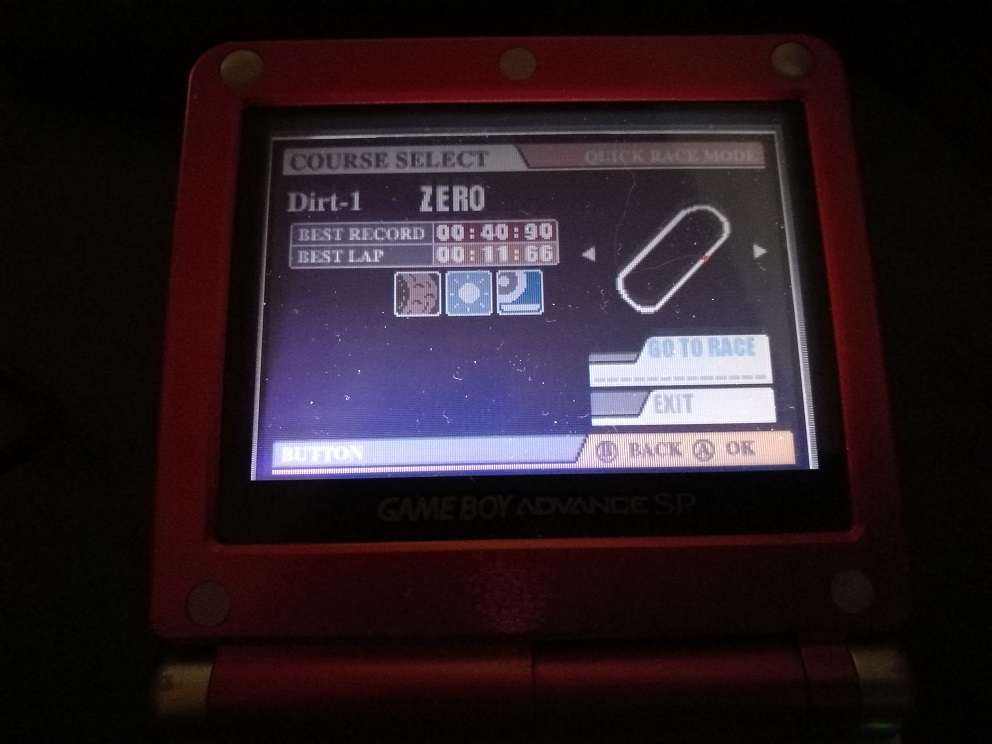 COURSE SELECT QUICK RACE MODE
Dirt-1 ZERO
BEST RECORD 00:40:90
BEST LAP 00:11:66
GO TO RACE
EXiT
BUTTON B BACK A OK
GAME BOY ADVANCE SP